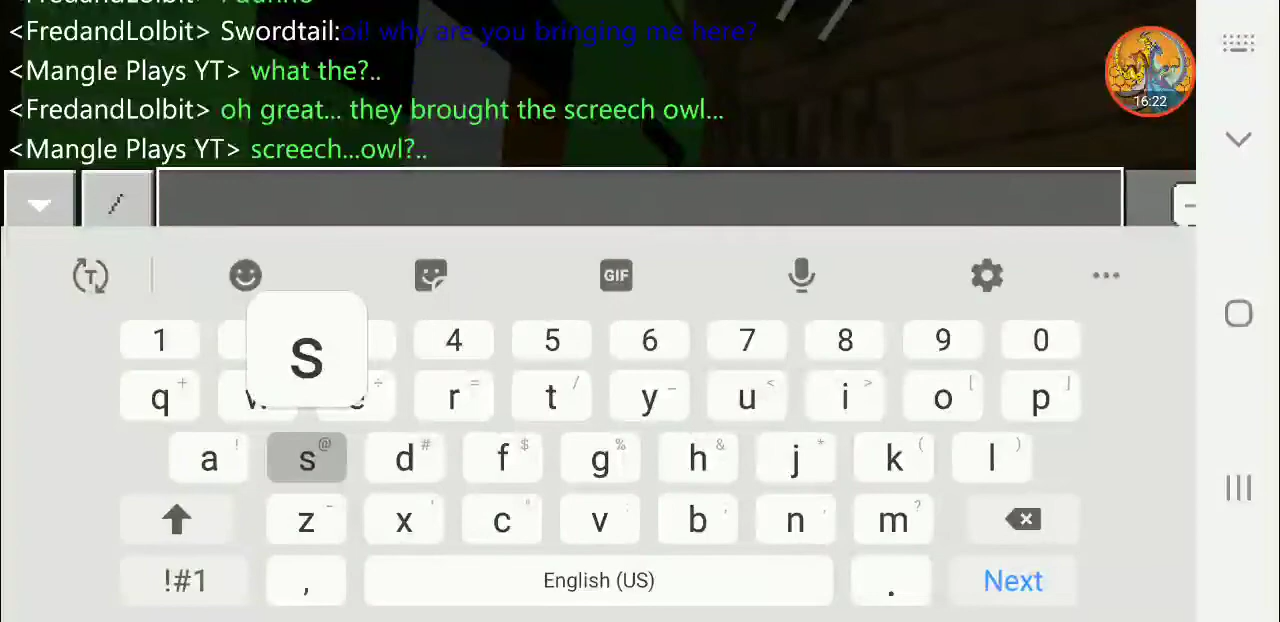 <FredandLolbit> I dunno
<FredandLolbit> Swordtail:oi! why are you bringing me here?
<Mangle Plays YT> what the?..
<FredandLolbit> oh great... they brought the screech owl...
<Mangle Plays YT> screech...owl?..
16:22
/
GIF
s
1 4 5 6 7 8 9 0
q + w ÷ r = t / y _ u < i > o [ p ]
a ! s @ d # f $ g % h & j * k ( l )
z - x ' c " v : b ; n , m ?
!#1 , English (US) . Next